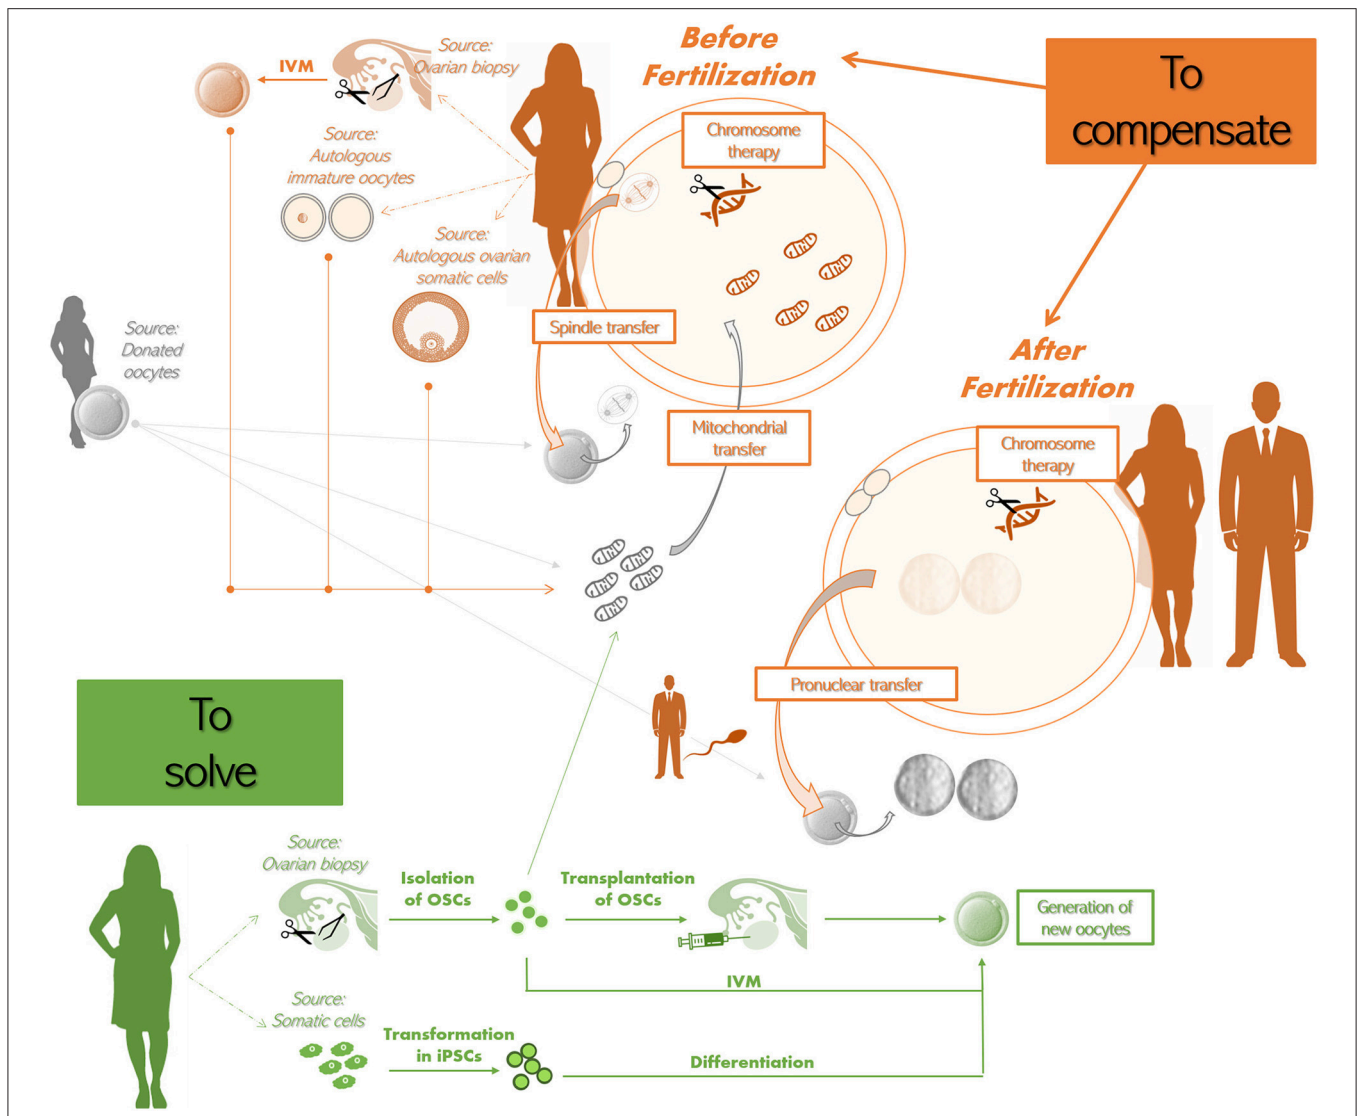 Before
Fertilization
To
compensate
IVM
Source:
Ovarian biopsy
Chromosome
therapy
Source:
Autologous
immature oocytes
Source:
Autologous ovarian
somatic cells
Source:
Donated
oocytes
Spindle transfer
After
Fertilization
Mitochondrial
transfer
Chromosome
therapy
Pronuclear transfer
To
solve
Source:
Ovarian biopsy
Isolation
of OSCs
Transplantation
of OSCs
Generation of
new oocytes
IVM
Source:
Somatic cells
Transformation
in iPSCs
Differentiation